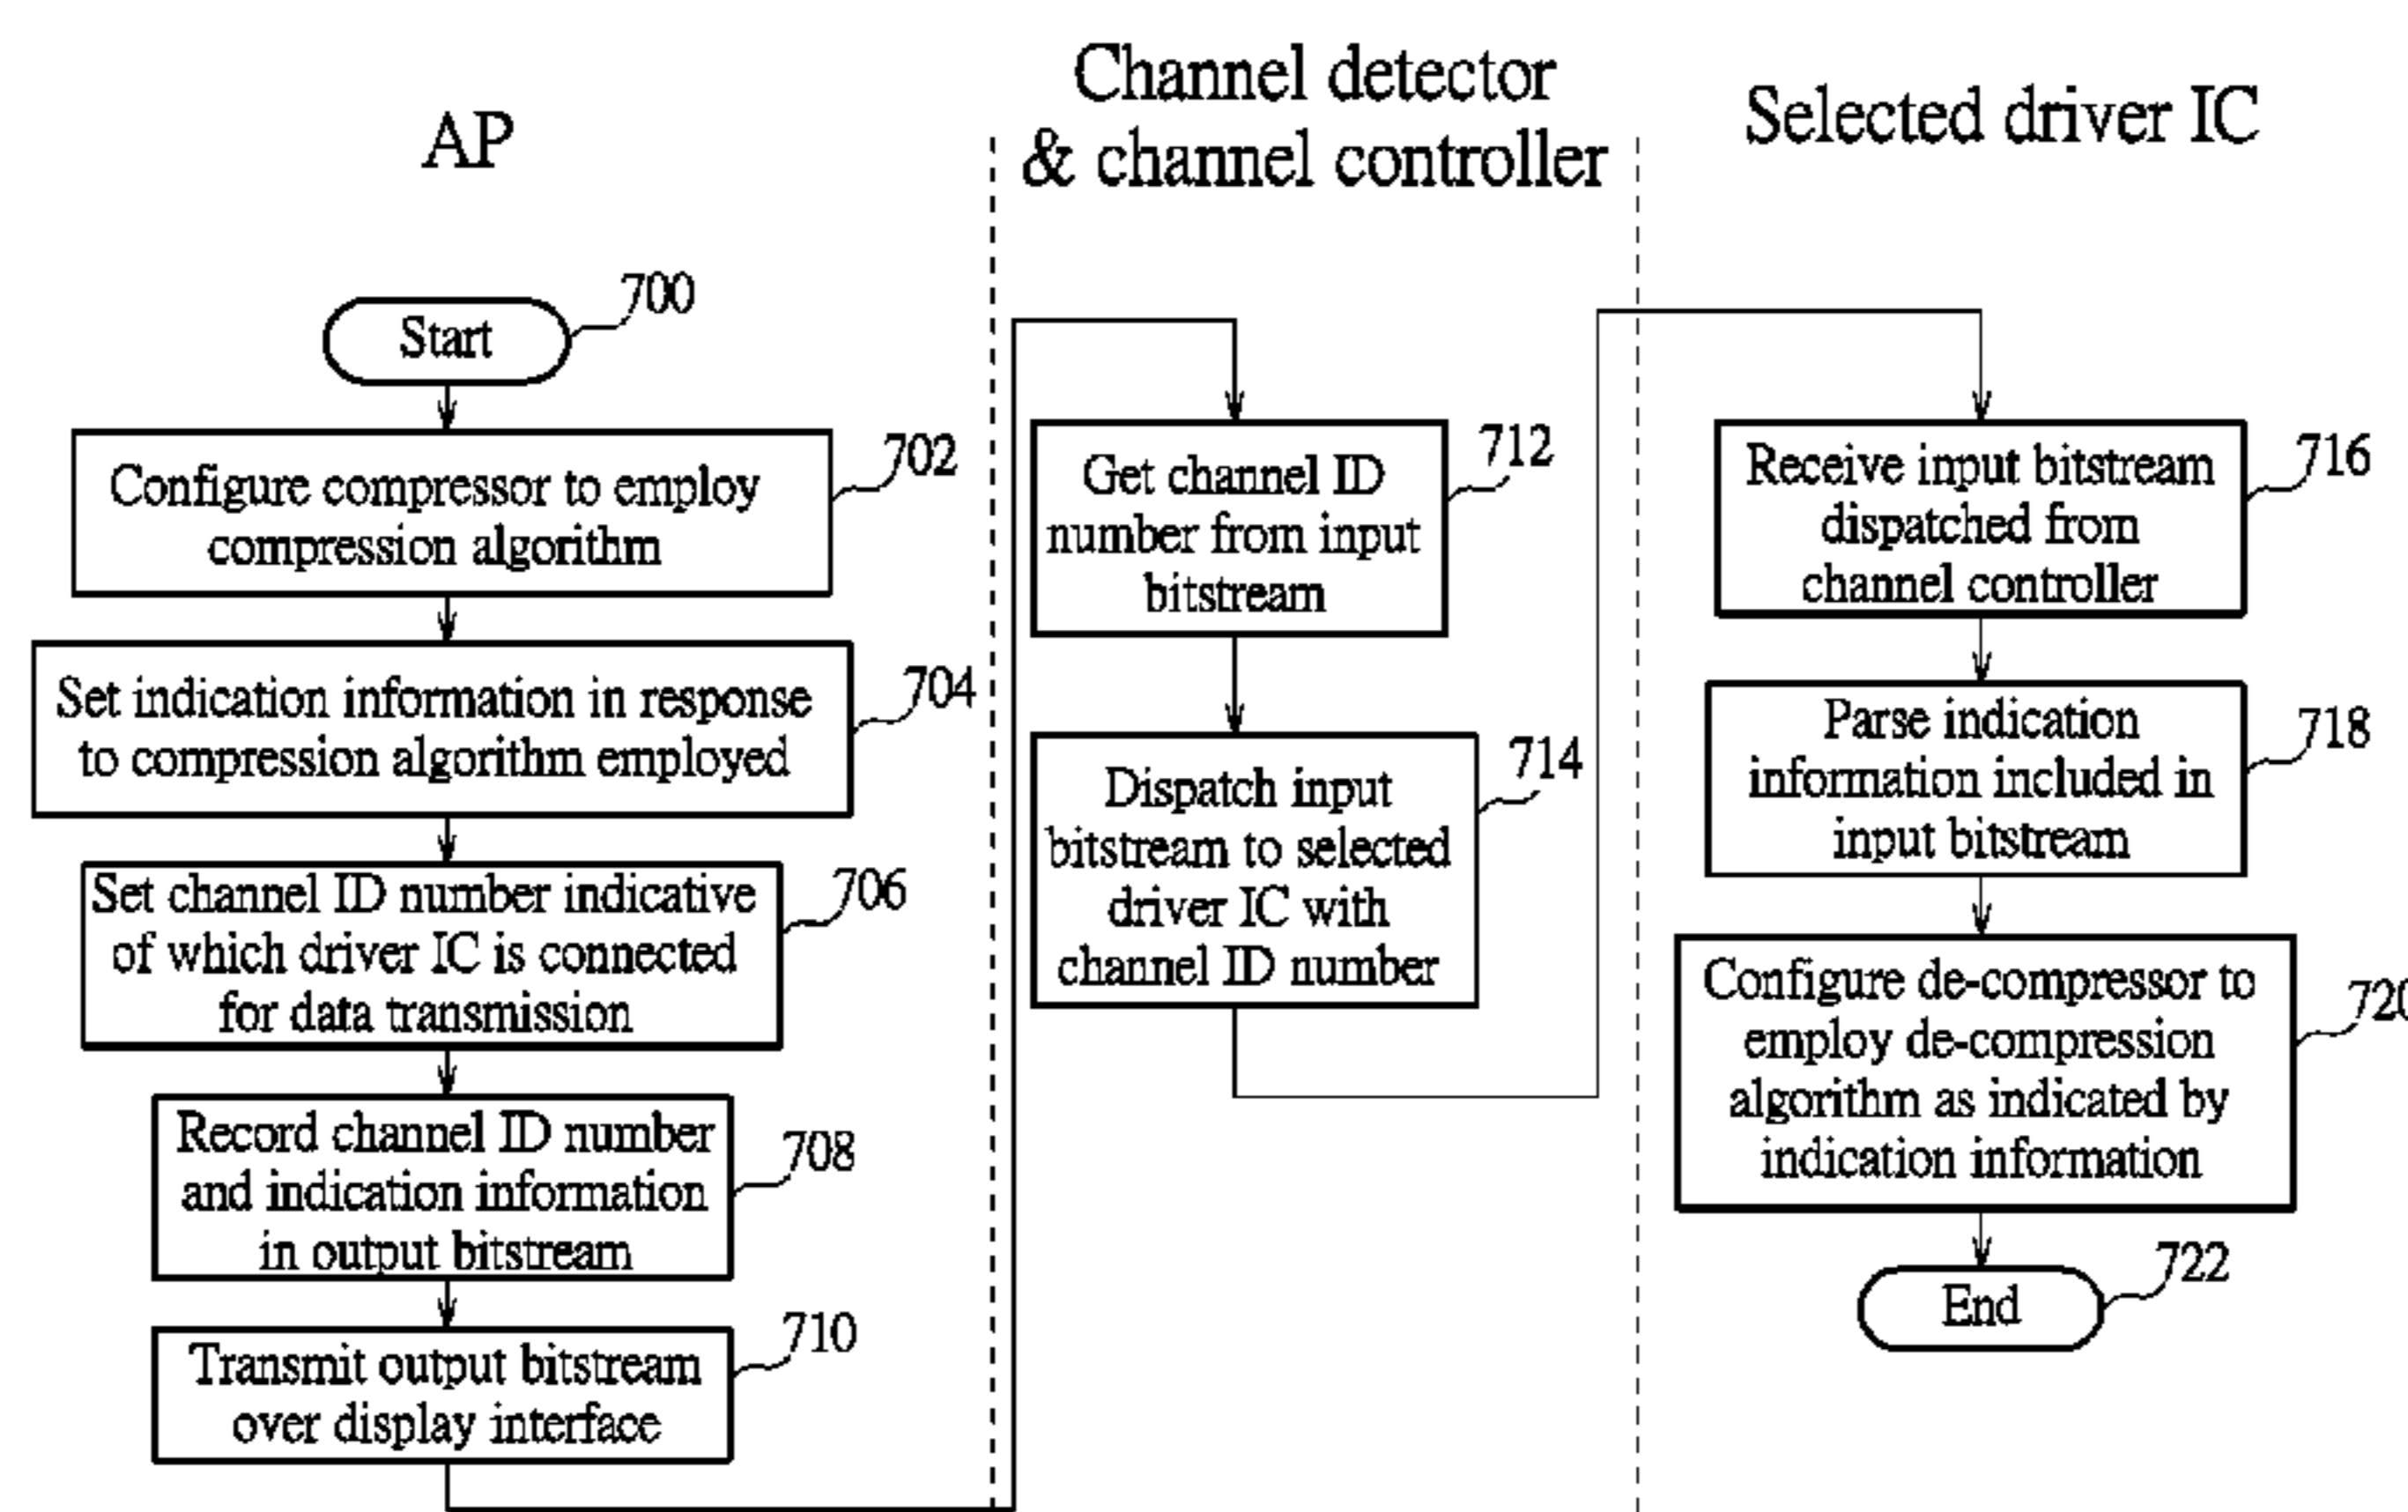 AP
Start
700
Configure compressor to employ
compression algorithm
702
Set indication information in response
to compression algorithm employed
704
Set channel ID number indicative
of which driver IC is connected
for data transmission
706
Record channel ID number
and indication information
in output bitstream
708
Transmit output bitstream
over display interface
710
Channel detector
& channel controller
Get channel ID
number from input
bitstream
712
Dispatch input
bitstream to selected
driver IC with
channel ID number
714
Selected driver IC
Receive input bitstream
dispatched from
channel controller
716
Parse indication
information included in
input bitstream
718
Configure de-compressor to
employ de-compression
algorithm as indicated by
indication information
720
End
722